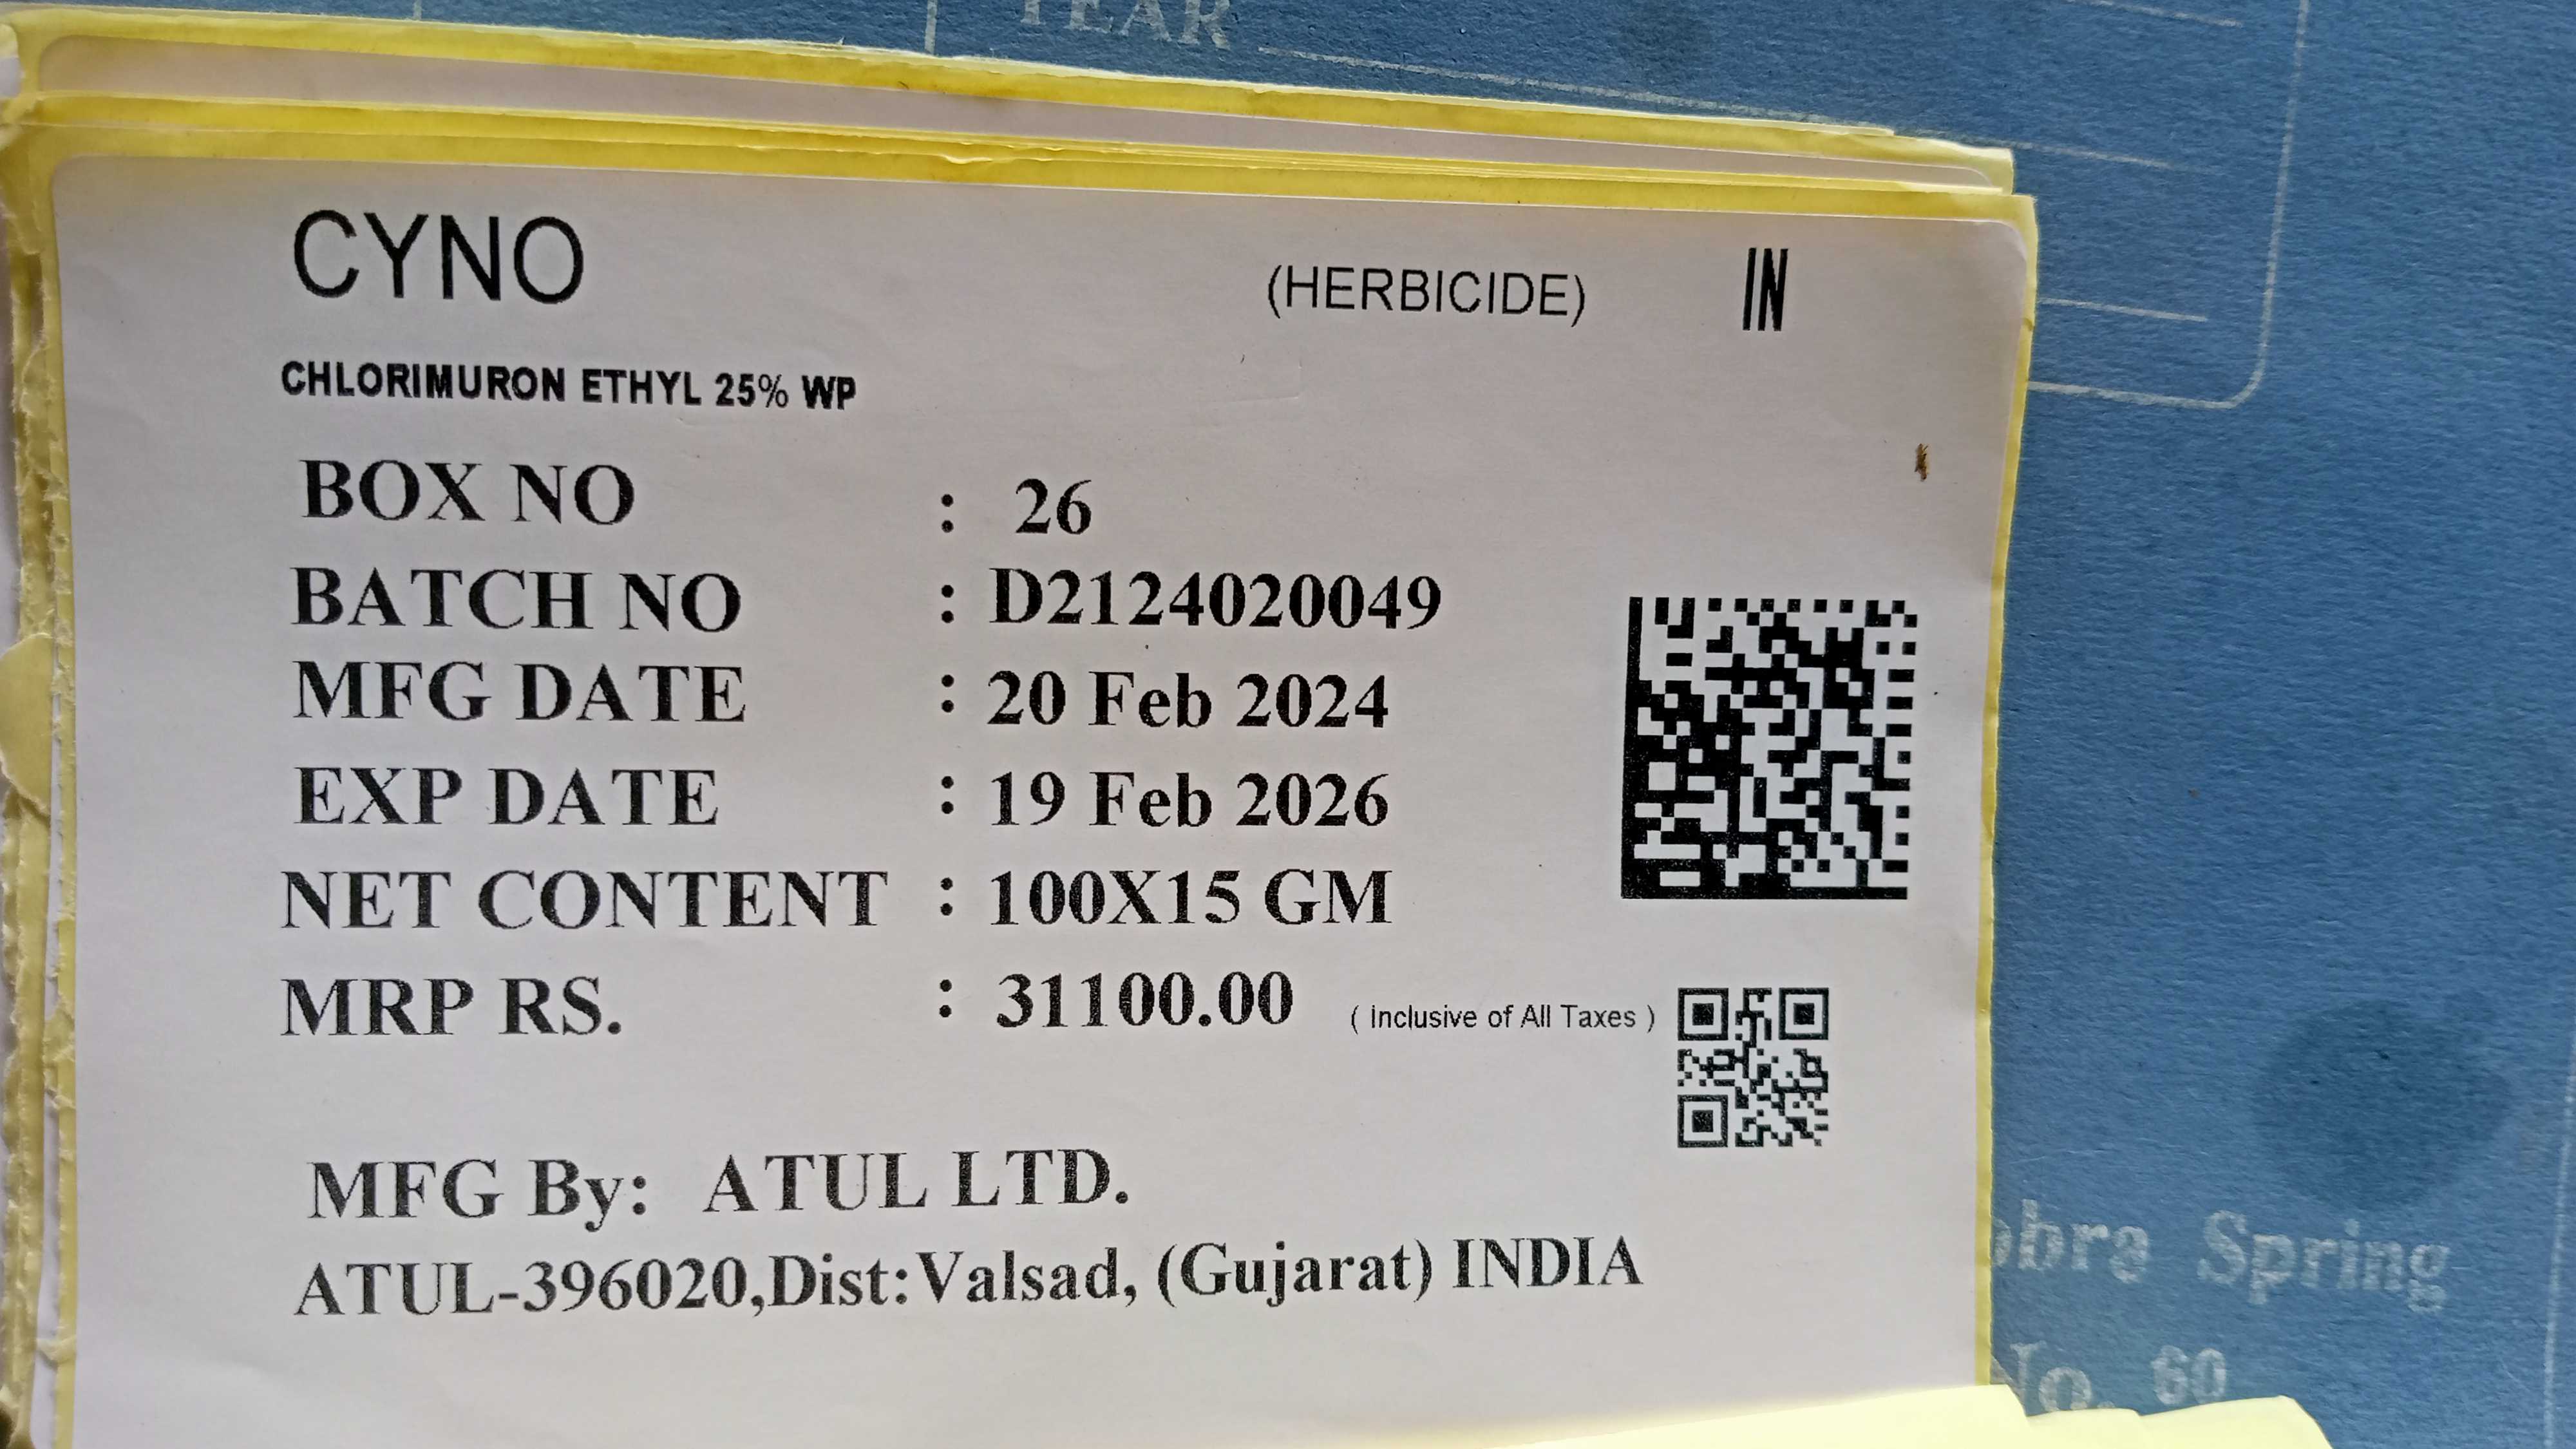 YEAR
CYNO (HERBICIDE) IN
CHLORIMURON ETHYL 25% WP
BOX NO : 26
BATCH NO : D2124020049
MFG DATE : 20 Feb 2024
EXP DATE : 19 Feb 2026
NET CONTENT : 100X15 GM
MRP RS. : 31100.00 ( Inclusive of All Taxes )
MFG By: ATUL LTD.
ATUL-396020,Dist:Valsad, (Gujarat) INDIA
Spring
No. 60